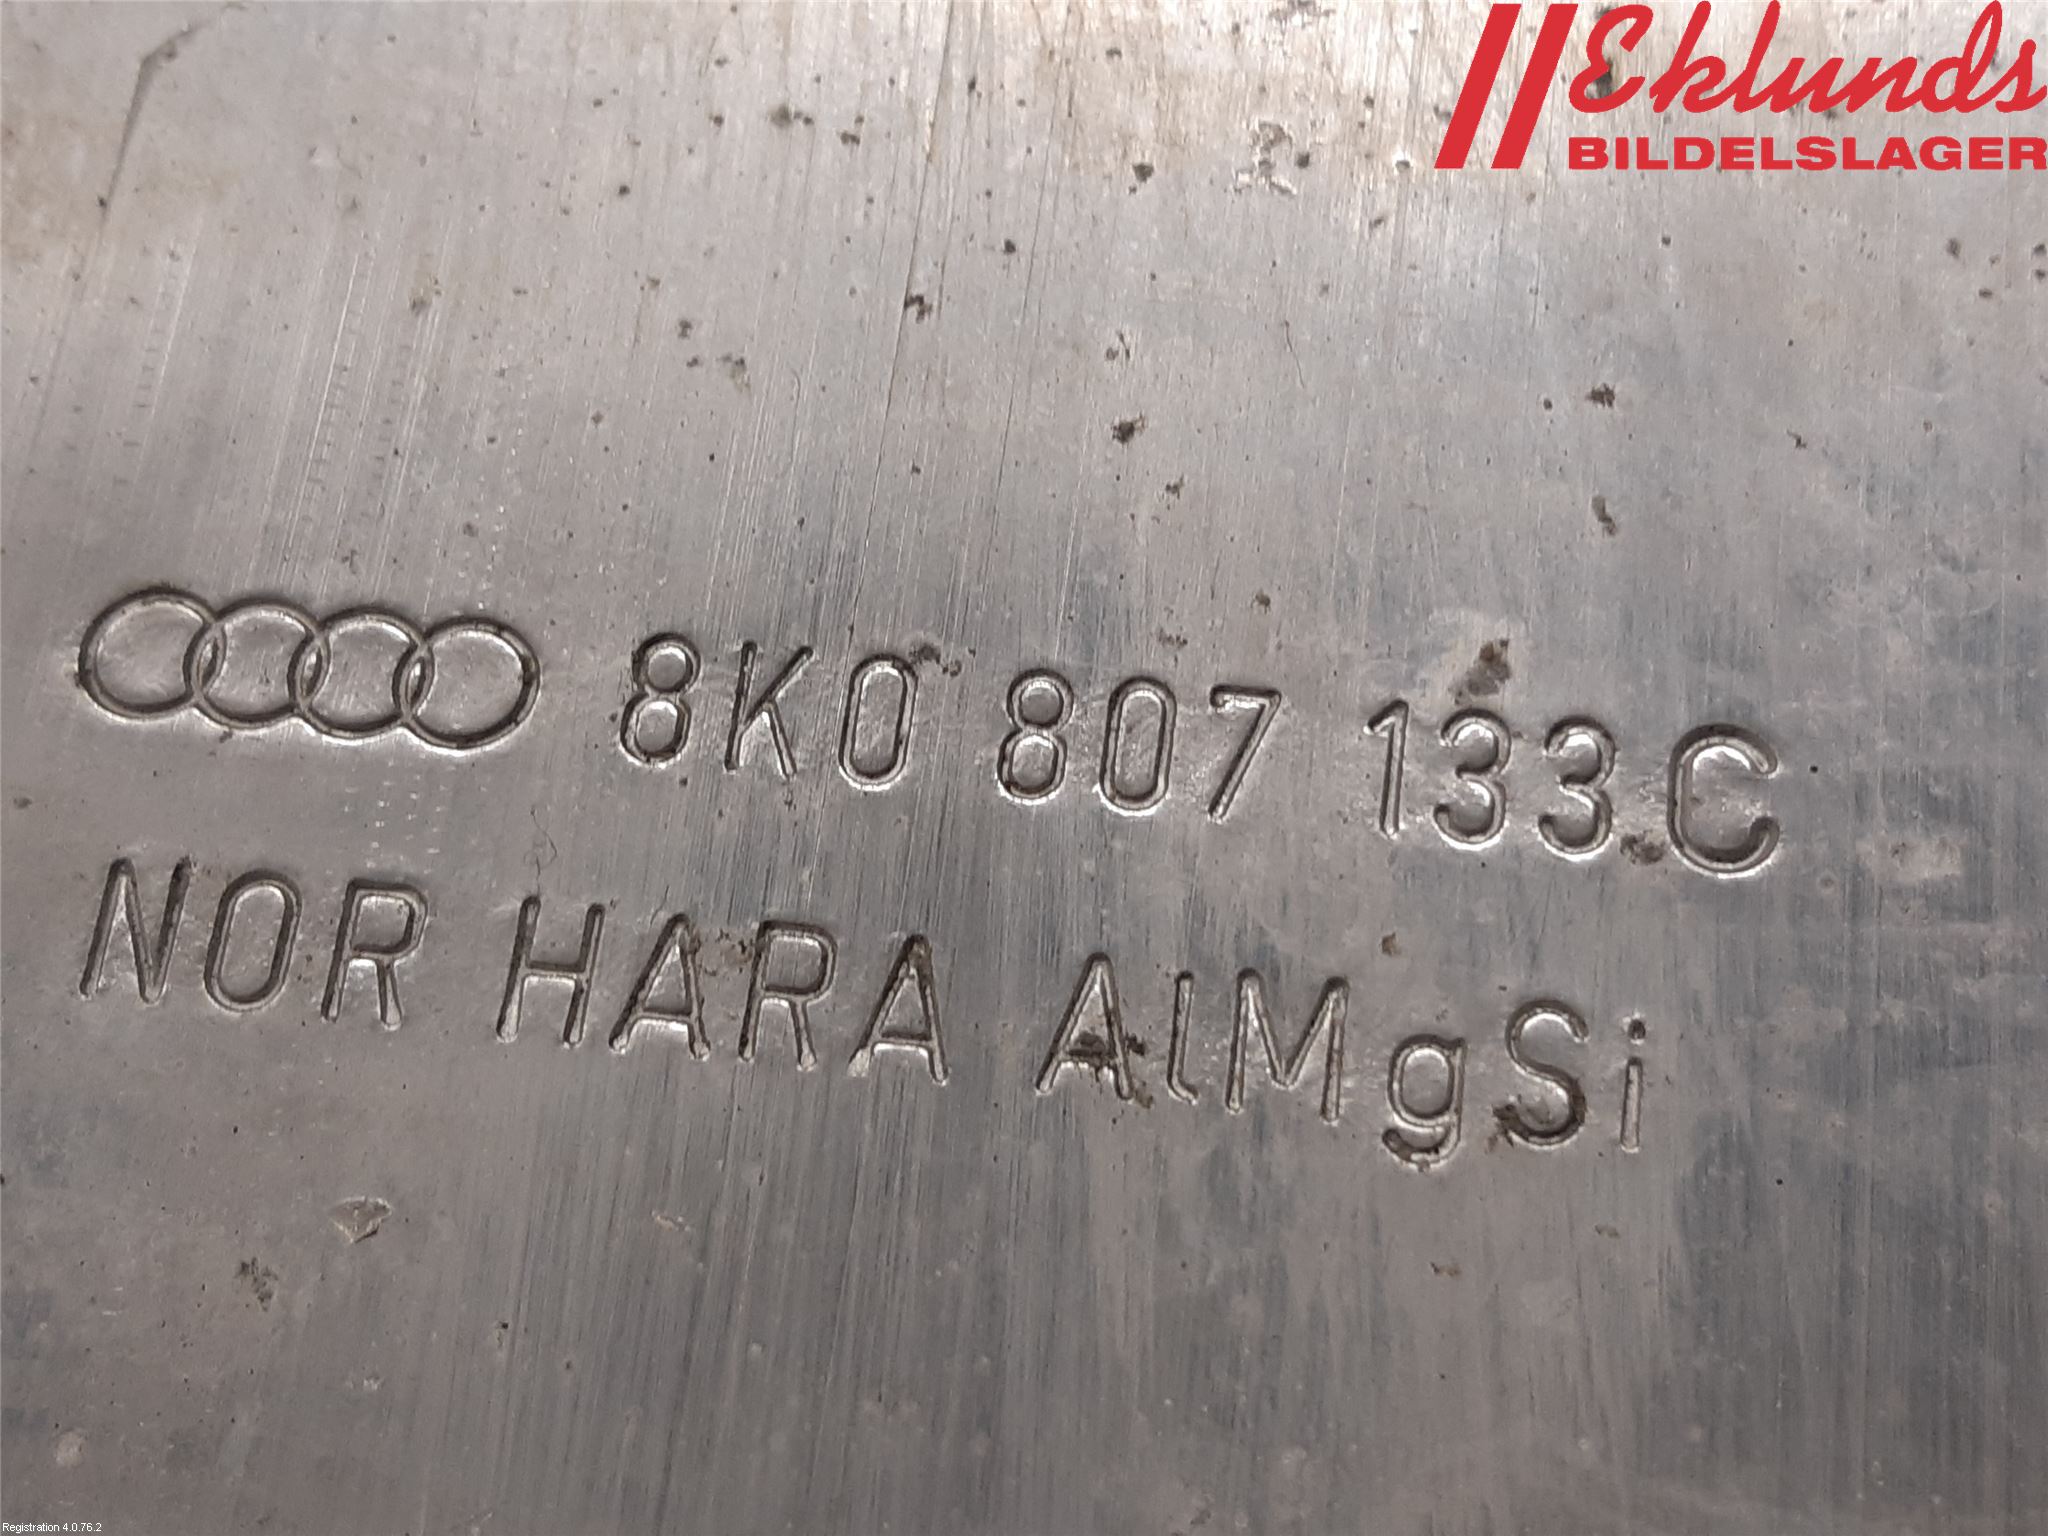 Eklunds
BILDELSLAGER
8K0 807 133C
NOR HARA AlMgSi
Registration 4.0.76.2